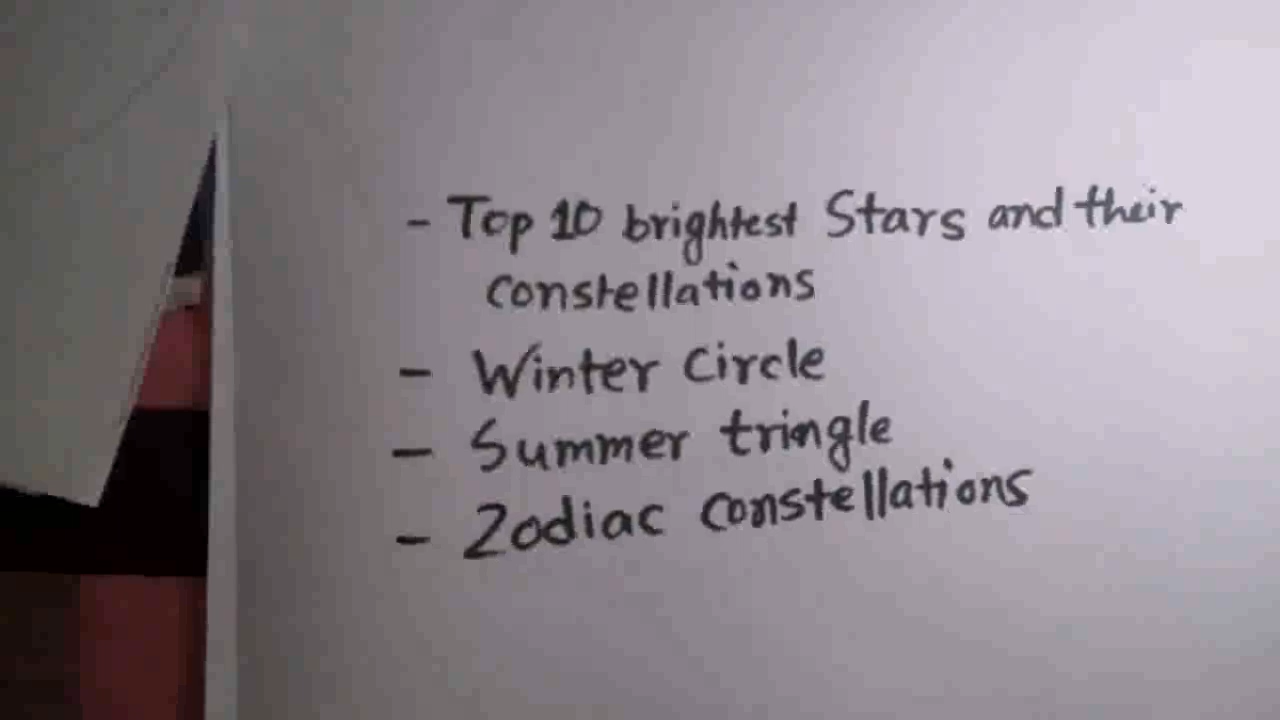 - Top 10 brightest Stars and their
constellations
- Winter Circle
- Summer tringle
- Zodiac constellations